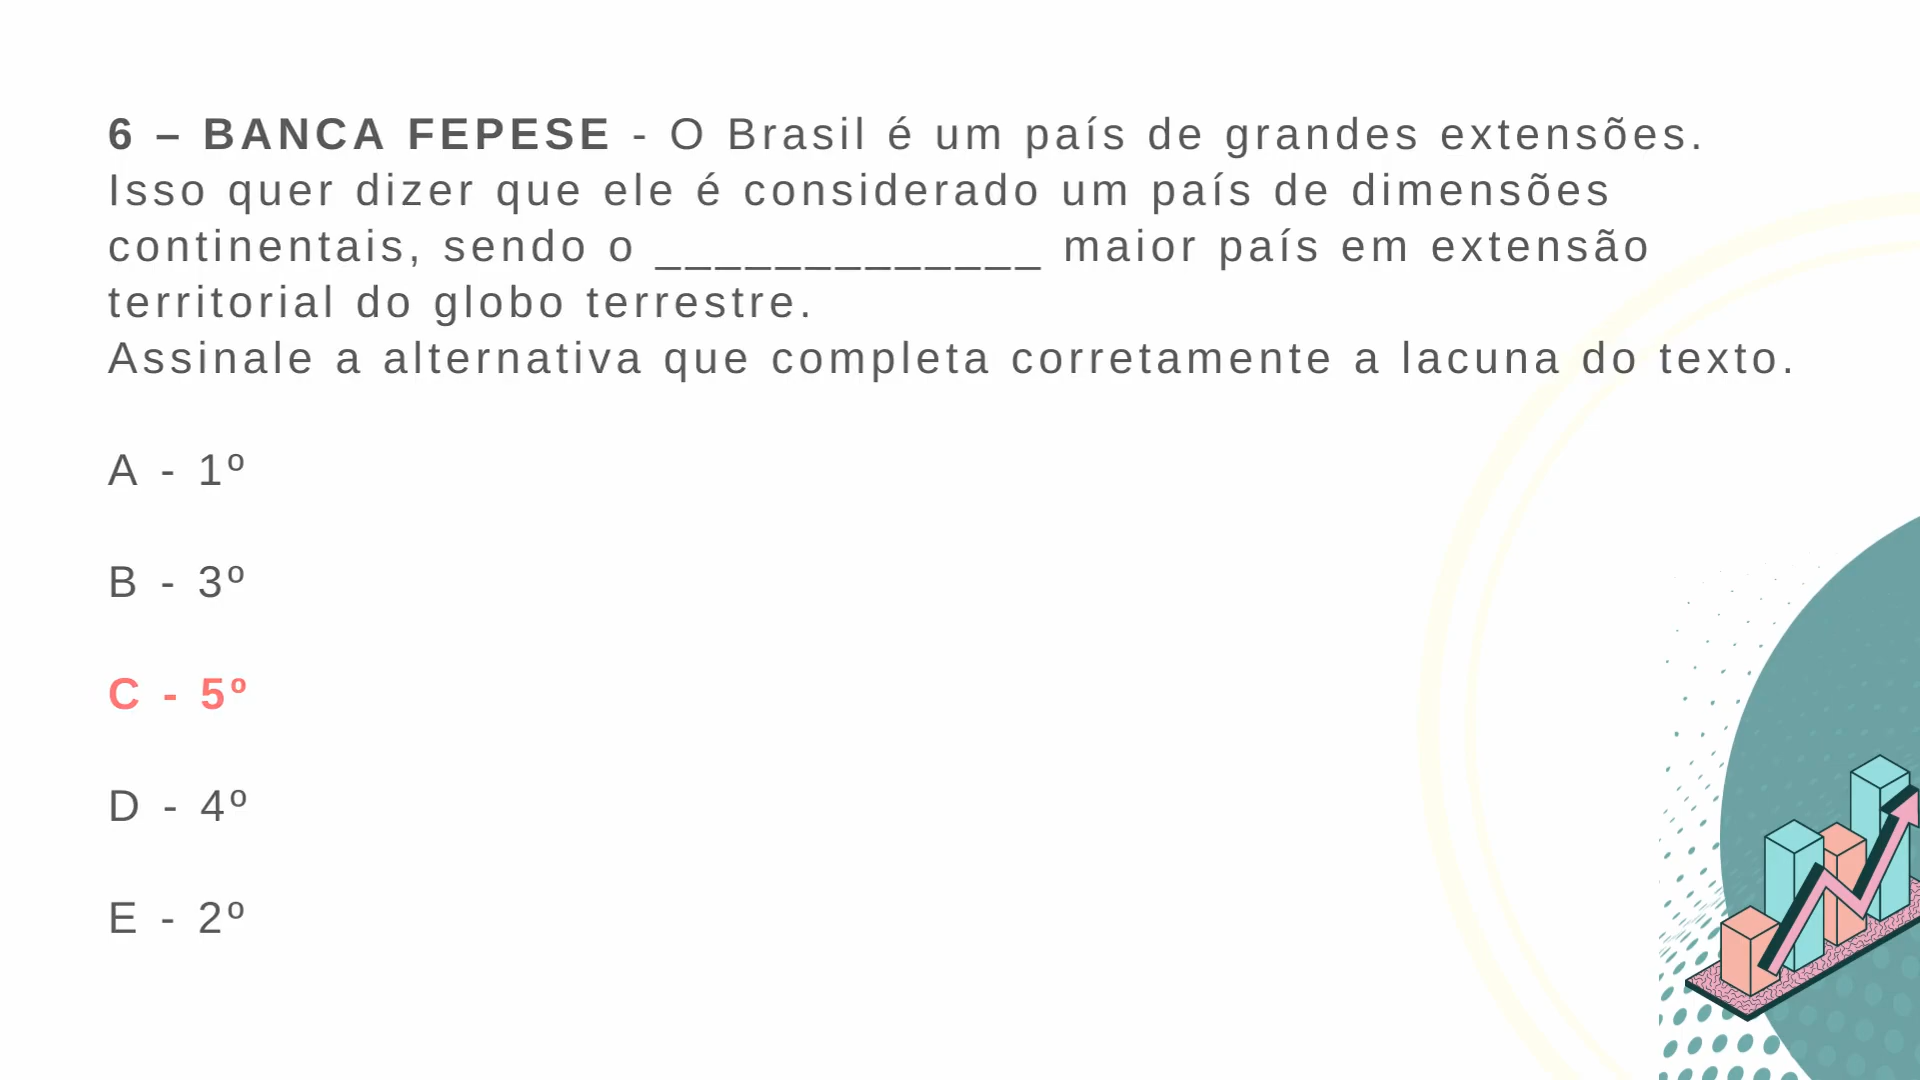 6 – BANCA FEPESE - O Brasil é um país de grandes extensões.
Isso quer dizer que ele é considerado um país de dimensões
continentais, sendo o _____________ maior país em extensão
territorial do globo terrestre.
Assinale a alternativa que completa corretamente a lacuna do texto.
A - 1º
B - 3º
C - 5º
D - 4º
E - 2º